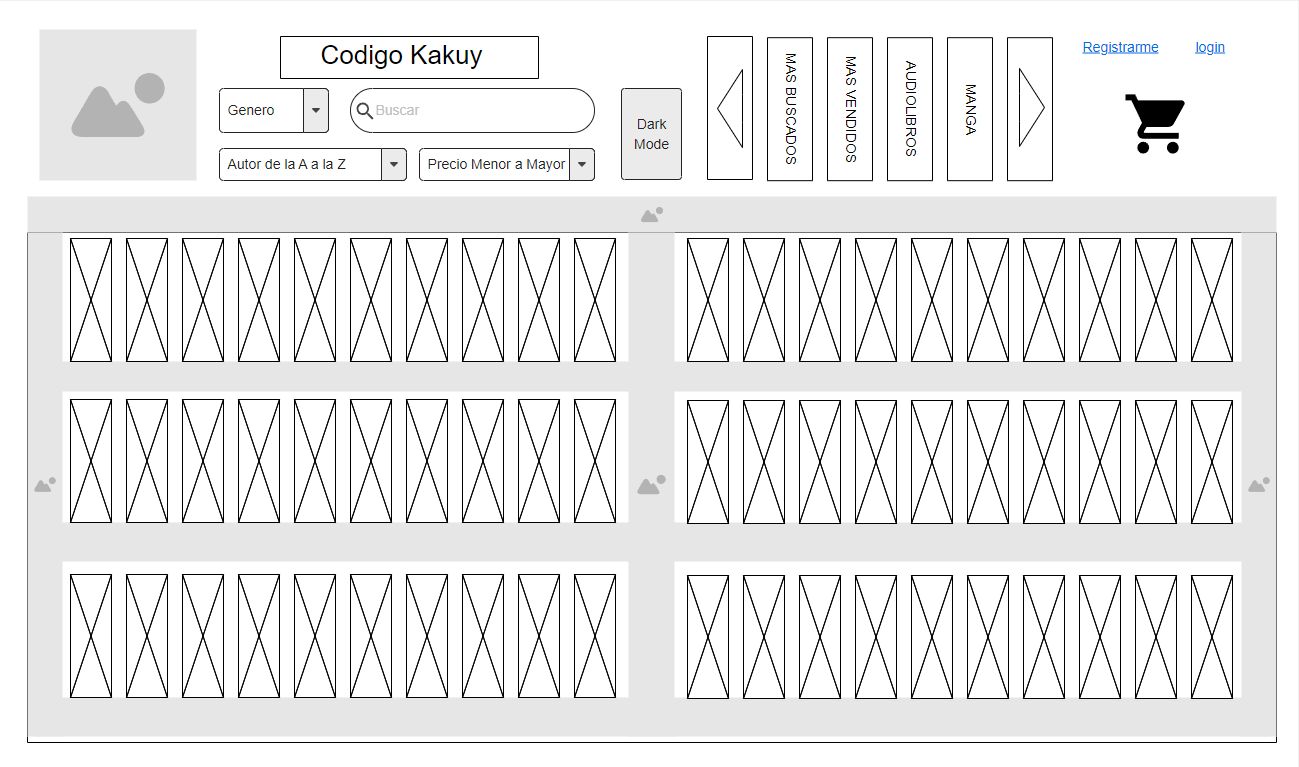 Codigo Kakuy
Genero
Buscar
Autor de la A a la Z
Precio Menor a Mayor
Dark
Mode
MAS BUSCADOS
MAS VENDIDOS
AUDIOLIBROS
MANGA
Registrarme
login